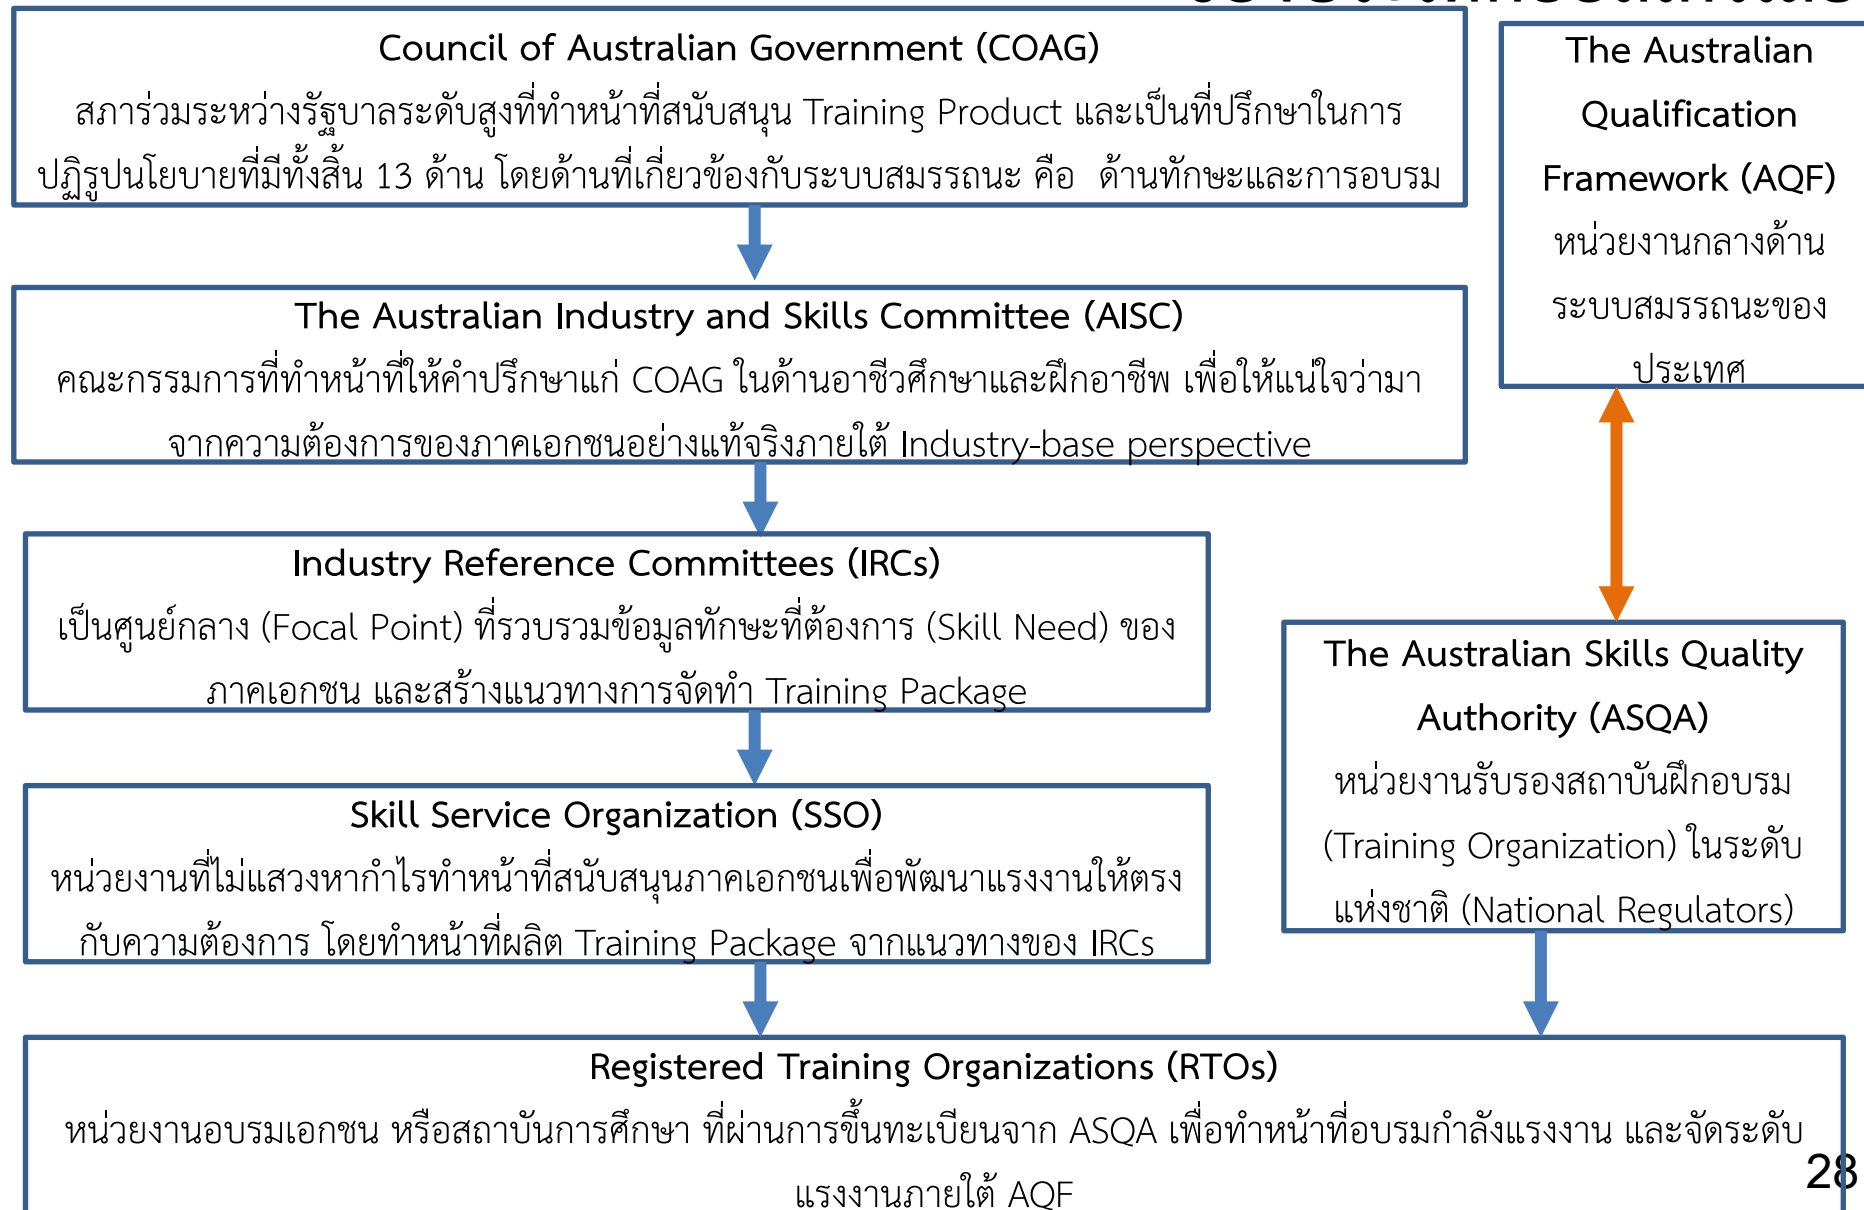 Council of Australian Government (COAG)
สภาร่วมระหว่างรัฐบาลระดับสูงที่ทำหน้าที่สนับสนุน Training Product และเป็นที่ปรึกษาในการ
ปฏิรูปนโยบายที่มีทั้งสิ้น 13 ด้าน โดยด้านที่เกี่ยวข้องกับระบบสมรรถนะ คือ ด้านทักษะและการอบรม
The Australian
Qualification
Framework (AQF)
หน่วยงานกลางด้าน
ระบบสมรรถนะของ
ประเทศ
The Australian Industry and Skills Committee (AISC)
คณะกรรมการที่ทำหน้าที่ให้คำปรึกษาแก่ COAG ในด้านอาชีวศึกษาและฝึกอาชีพ เพื่อให้แน่ใจว่ามา
จากความต้องการของภาคเอกชนอย่างแท้จริงภายใต้ Industry-base perspective
Industry Reference Committees (IRCs)
เป็นศูนย์กลาง (Focal Point) ที่รวบรวมข้อมูลทักษะที่ต้องการ (Skill Need) ของ
ภาคเอกชน และสร้างแนวทางการจัดทำ Training Package
The Australian Skills Quality
Authority (ASQA)
หน่วยงานรับรองสถาบันฝึกอบรม
(Training Organization) ในระดับ
แห่งชาติ (National Regulators)
Skill Service Organization (SSO)
หน่วยงานที่ไม่แสวงหากำไรทำหน้าที่สนับสนุนภาคเอกชนเพื่อพัฒนาแรงงานให้ตรง
กับความต้องการ โดยทำหน้าที่ผลิต Training Package จากแนวทางของ IRCs
Registered Training Organizations (RTOs)
หน่วยงานอบรมเอกชน หรือสถาบันการศึกษา ที่ผ่านการขึ้นทะเบียนจาก ASQA เพื่อทำหน้าที่อบรมกำลังแรงงาน และจัดระดับ
แรงงานภายใต้ AQF
28